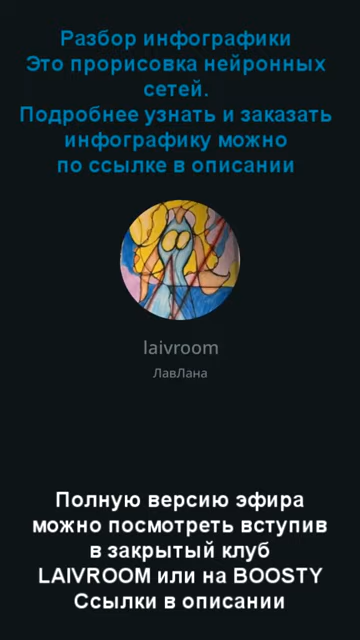 Разбор инфографики
Это прорисовка нейронных
сетей.
Подробнее узнать и заказать
инфографику можно
по ссылке в описании
laivroom
ЛавЛана
Полную версию эфира
можно посмотреть вступив
в закрытый клуб
LAIVROOM или на BOOSTY
Ссылки в описании